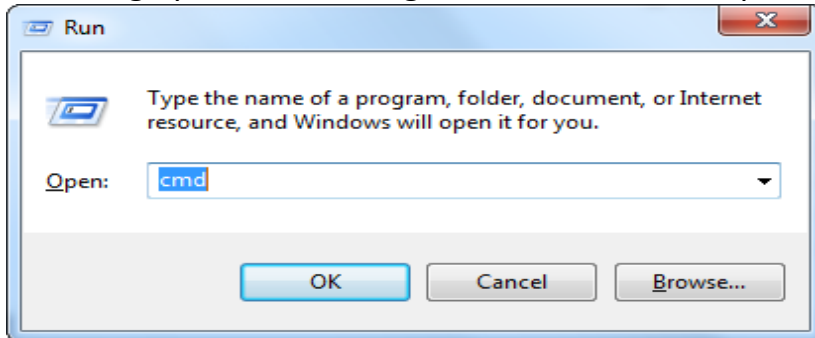 Run
Type the name of a program, folder, document, or Internet
resource, and Windows will open it for you.
Open:
cmd
OK
Cancel
Browse...